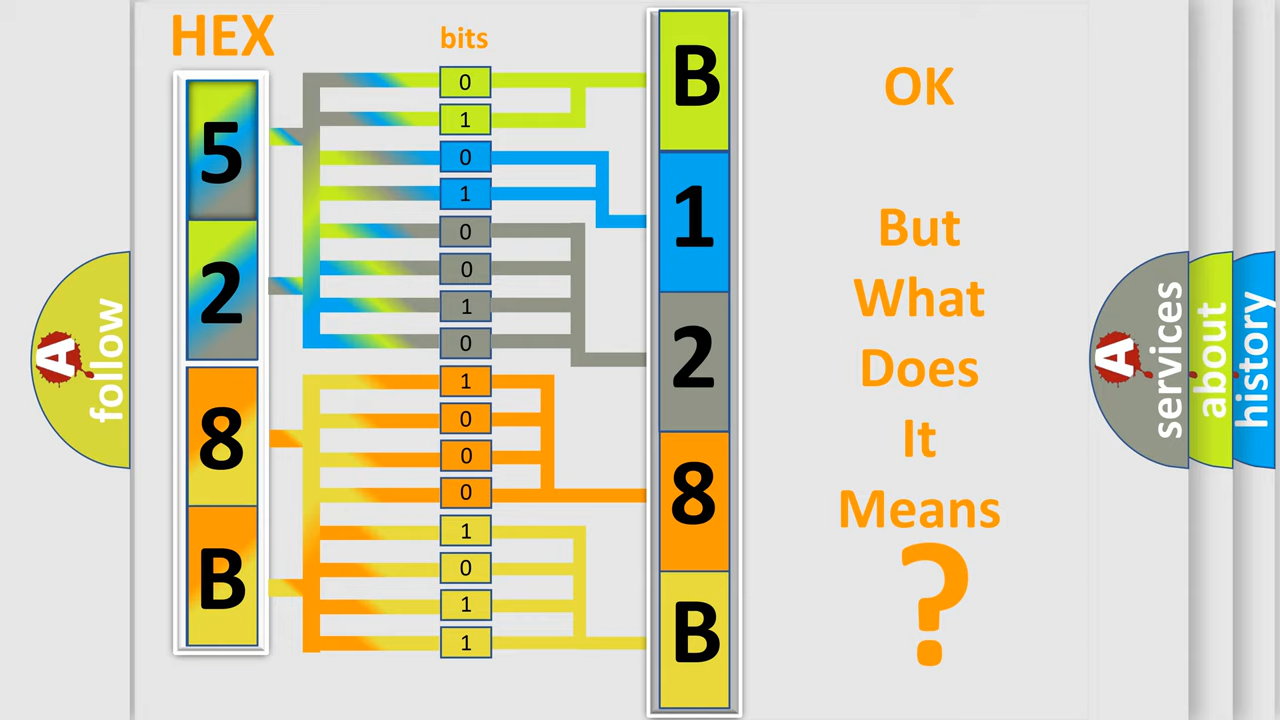 HEX
bits
5
2
8
B
0
1
0
1
0
0
1
0
1
0
0
0
1
0
1
1
B
1
2
8
B
OK
But
What
Does
It
Means
?
A
follow
A
services
about
history